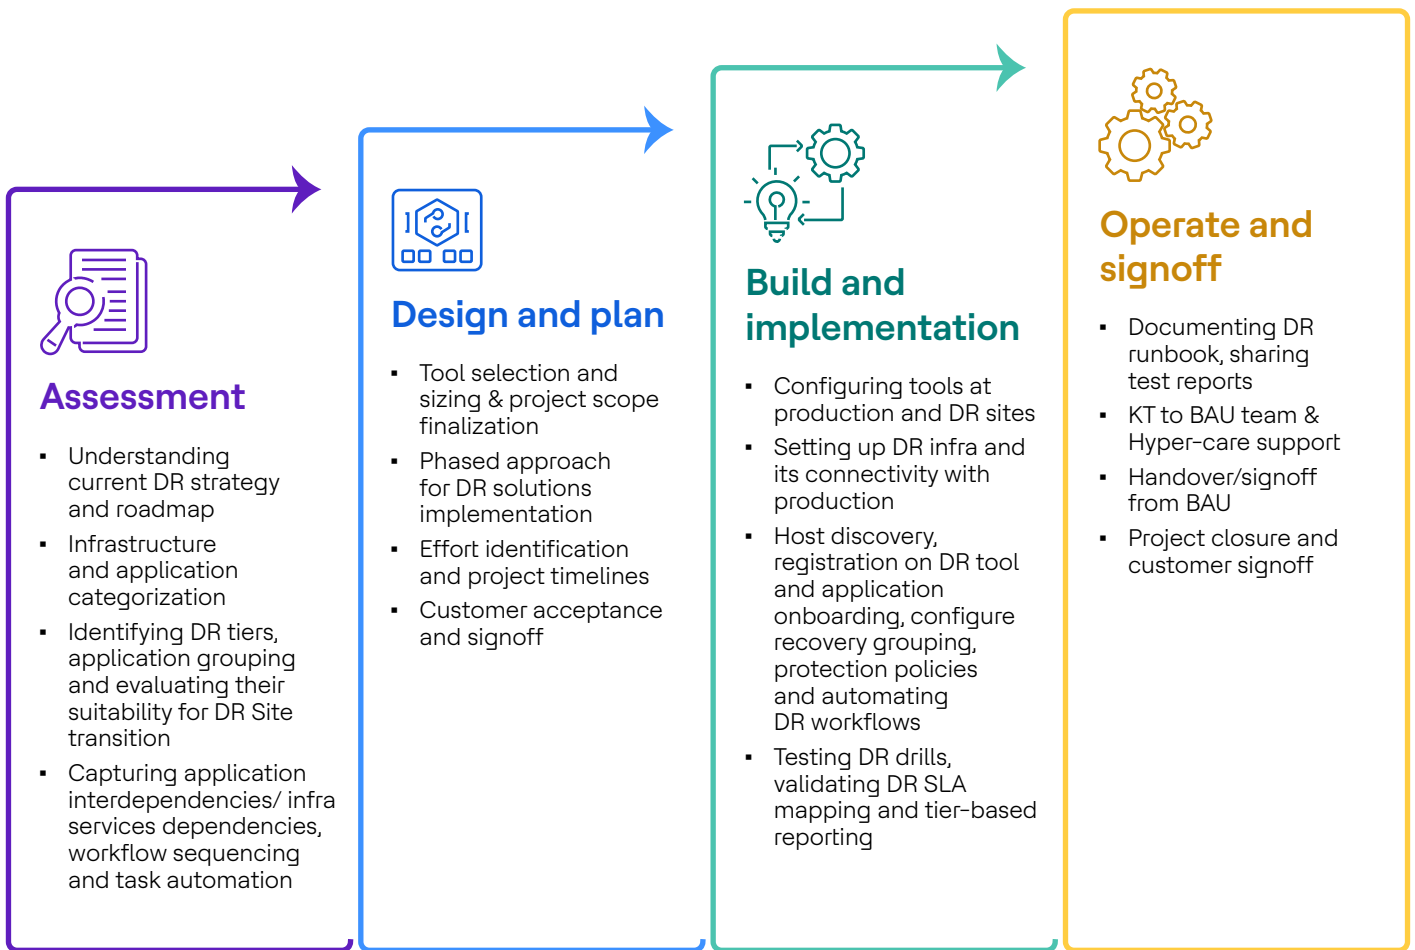 Assessment
▪ Understanding
current DR strategy
and roadmap
▪ Infrastructure
and application
categorization
▪ Identifying DR tiers,
application grouping
and evaluating their
suitability for DR Site
transition
▪ Capturing application
interdependencies/ infra
services dependencies,
workflow sequencing
and task automation
Design and plan
▪ Tool selection and
sizing & project scope
finalization
▪ Phased approach
for DR solutions
implementation
▪ Effort identification
and project timelines
▪ Customer acceptance
and signoff
Build and
implementation
▪ Configuring tools at
production and DR sites
▪ Setting up DR infra and
its connectivity with
production
▪ Host discovery,
registration on DR tool
and application
onboarding, configure
recovery grouping,
protection policies
and automating
DR workflows
▪ Testing DR drills,
validating DR SLA
mapping and tier-based
reporting
Operate and
signoff
▪ Documenting DR
runbook, sharing
test reports
▪ KT to BAU team &
Hyper-care support
▪ Handover/signoff
from BAU
▪ Project closure and
customer signoff